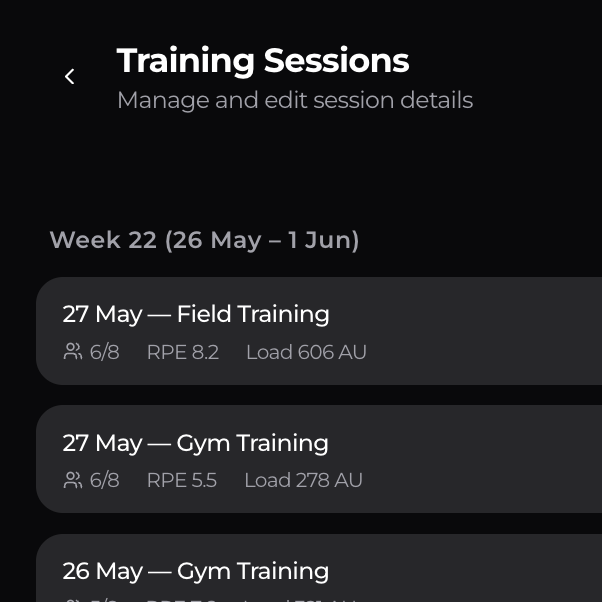 Training Sessions
Manage and edit session details
Week 22 (26 May – 1 Jun)
27 May — Field Training
6/8 RPE 8.2 Load 606 AU
27 May — Gym Training
6/8 RPE 5.5 Load 278 AU
26 May — Gym Training